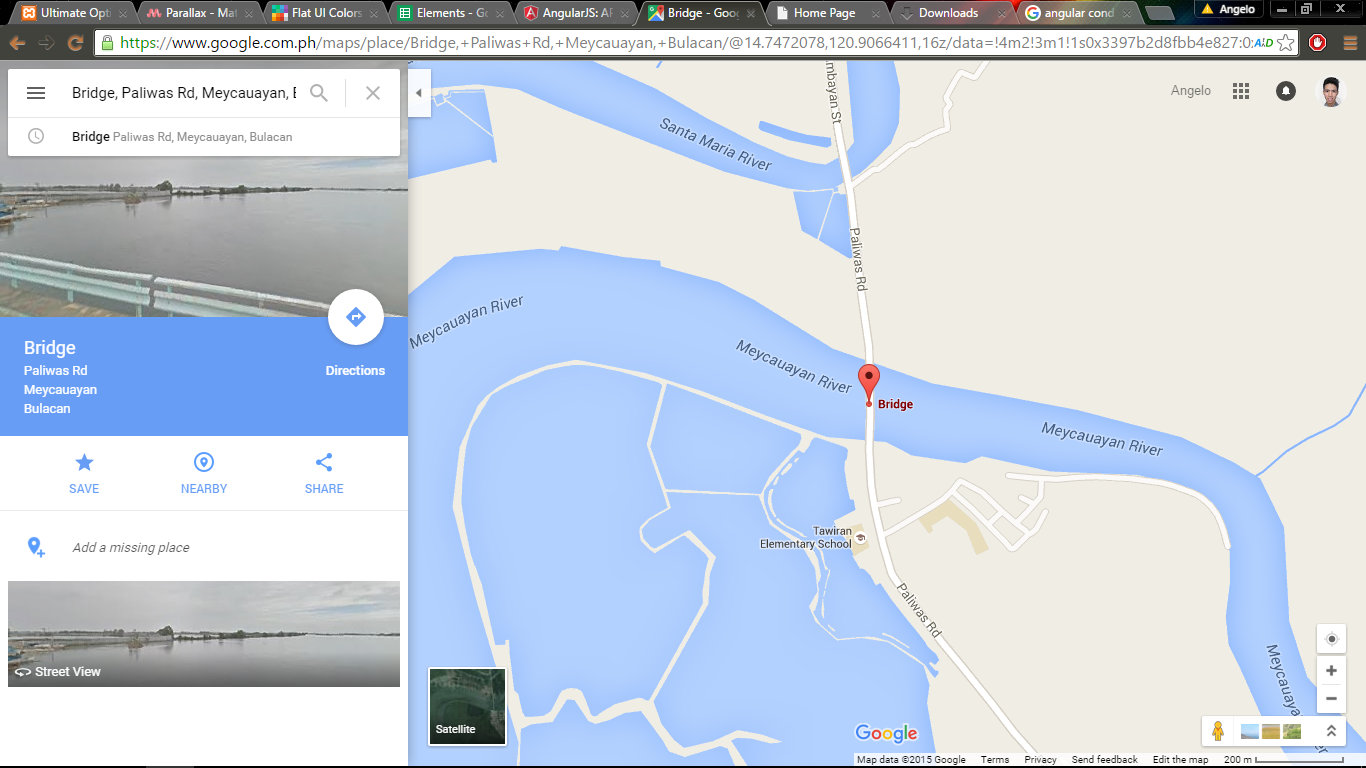 Ultimate Opti
Parallax - Mat
Flat UI Colors
Elements - Go
AngularJS: AP
Bridge - Goog
Home Page
Downloads
angular cond
Angelo
https://www.google.com.ph/maps/place/Bridge,+Paliwas+Rd,+Meycauayan,+Bulacan/@14.7472078,120.9066411,16z/data=!4m2!3m1!1s0x3397b2d8fbb4e827:0
Bridge, Paliwas Rd, Meycauayan, B
Bridge Paliwas Rd, Meycauayan, Bulacan
Bridge
Paliwas Rd
Meycauayan
Bulacan
Directions
SAVE
NEARBY
SHARE
Add a missing place
Street View
Angelo
mbayan St
Santa Maria River
Paliwas Rd
Meycauayan River
Meycauayan River
Bridge
Meycauayan River
Tawiran
Elementary School
Paliwas Rd
Meycauayan
Satellite
Google
Map data ©2015 Google
Terms
Privacy
Send feedback
Edit the map
200 m